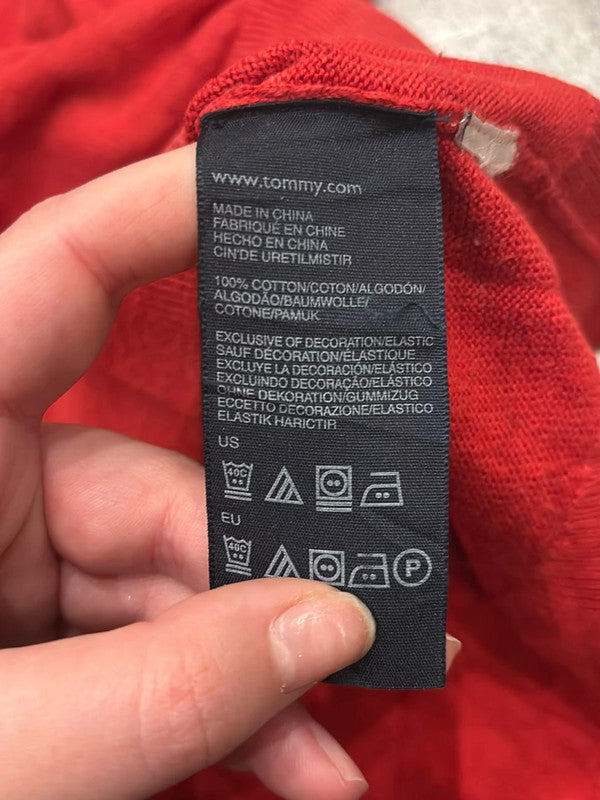 www.tommy.com
MADE IN CHINA
FABRIQUÉ EN CHINE
HECHO EN CHINA
CIN'DE URETILMISTIR
100% COTTON/COTON/ALGODÓN/
ALGODÃO/BAUMWOLLE/
COTONE/PAMUK
EXCLUSIVE OF DECORATION/ELASTIC
SAUF DÉCORATION/ÉLASTIQUE
EXCLUYE LA DECORACIÓN/ELÁSTICO
EXCLUINDO DECORAÇÃO/ELÁSTICO
OHNE DEKORATION/GUMMIZUG
ECCETTO DECORAZIONE/ELASTICO
ELASTIK HARICTIR
US
40C
EU
40C P